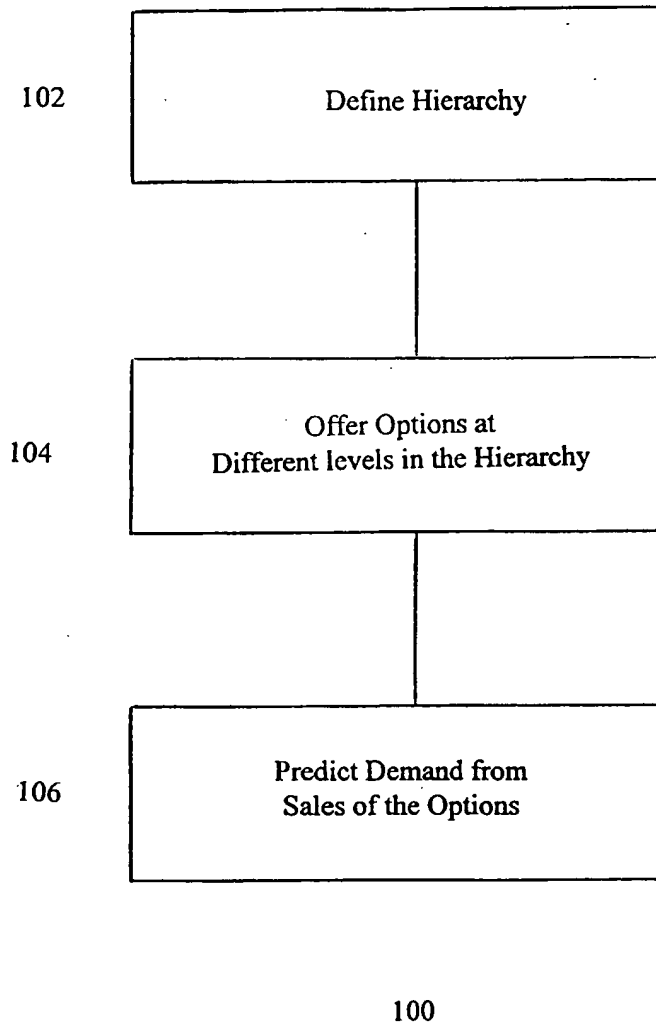 102
Define Hierarchy
104
Offer Options at
Different levels in the Hierarchy
106
Predict Demand from
Sales of the Options
100